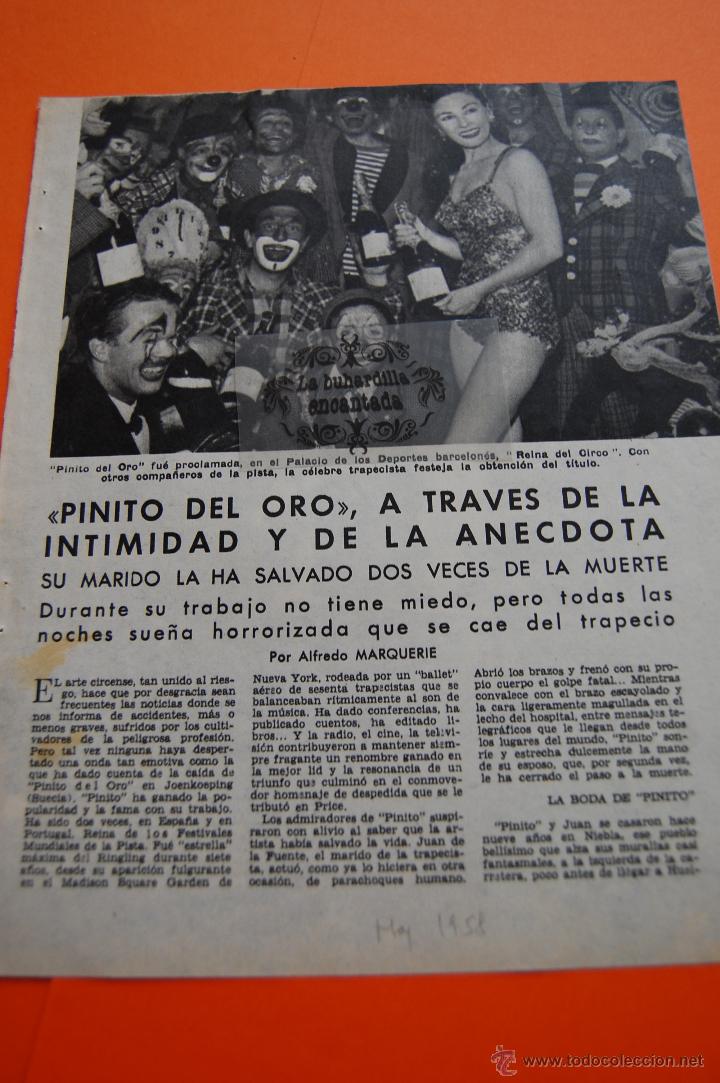 La buhardilla
encantada
"Pinito del Oro" fué proclamada, en el Palacio de los Deportes barcelonés, "Reina del Circo". Con
otros compañeros de la pista, la célebre trapecista festeja la obtención del título.
«PINITO DEL ORO», A TRAVES DE LA
INTIMIDAD Y DE LA ANECDOTA
SU MARIDO LA HA SALVADO DOS VECES DE LA MUERTE
Durante su trabajo no tiene miedo, pero todas las
noches sueña horrorizada que se cae del trapecio
Por Alfredo MARQUERIE
EL arte circense, tan unido al ries-
go, hace que por desgracia sean
frecuentes las noticias donde se
nos informa de accidentes, más o
menos graves, sufridos por los culti-
vadores de la peligrosa profesión.
Pero tal vez ninguna haya desper-
tado una onda tan emotiva como la
que ha dado cuenta de la caída de
"Pinito del Oro" en Joenkoeping
(Suecia). "Pinito" ha ganado la po-
pularidad y la fama con su trabajo.
Ha sido dos veces, en España y en
Portugal, Reina de los Festivales
Mundiales de la Pista. Fué "estrella"
máxima del Ringling durante siete
años, desde su aparición fulgurante
en el Madison Square Garden de
Nueva York, rodeada por un "ballet"
aéreo de sesenta trapecistas que se
balanceaban rítmicamente al son de
la música. Ha dado conferencias, ha
publicado cuentos, ha editado li-
bros... Y la radio, el cine, la televi-
sión contribuyeron a mantener siem-
pre fragante un renombre ganado en
la mejor lid y la resonancia de un
triunfo que culminó en el conmove-
dor homenaje de despedida que se le
tributó en Price.
Los admiradores de "Pinito" suspi-
raron con alivio al saber que la ar-
tista había salvado la vida. Juan de
la Fuente, el marido de la trapecis-
ta, actuó, como ya lo hiciera en otra
ocasión, de parachoques humano.
Abrió los brazos y frenó con su pro-
pio cuerpo el golpe fatal... Mientras
convalece con el brazo escayolado y
la cara ligeramente magullada en el
lecho del hospital, entre mensajes te-
legráficos que le llegan desde todos
los lugares del mundo, "Pinito" son-
ríe y estrecha dulcemente la mano
de su esposo, que, por segunda vez,
le ha cerrado el paso a la muerte.
LA BODA DE "PINITO"
"Pinito" y Juan se casaron hace
nueve años en Niebla, ese pueblo
bellísimo que alza sus murallas casi
fantasmales, a la izquierda de la ca-
rretera, poco antes de llegar a Huel-
May 1958
© www.todocoleccion.net